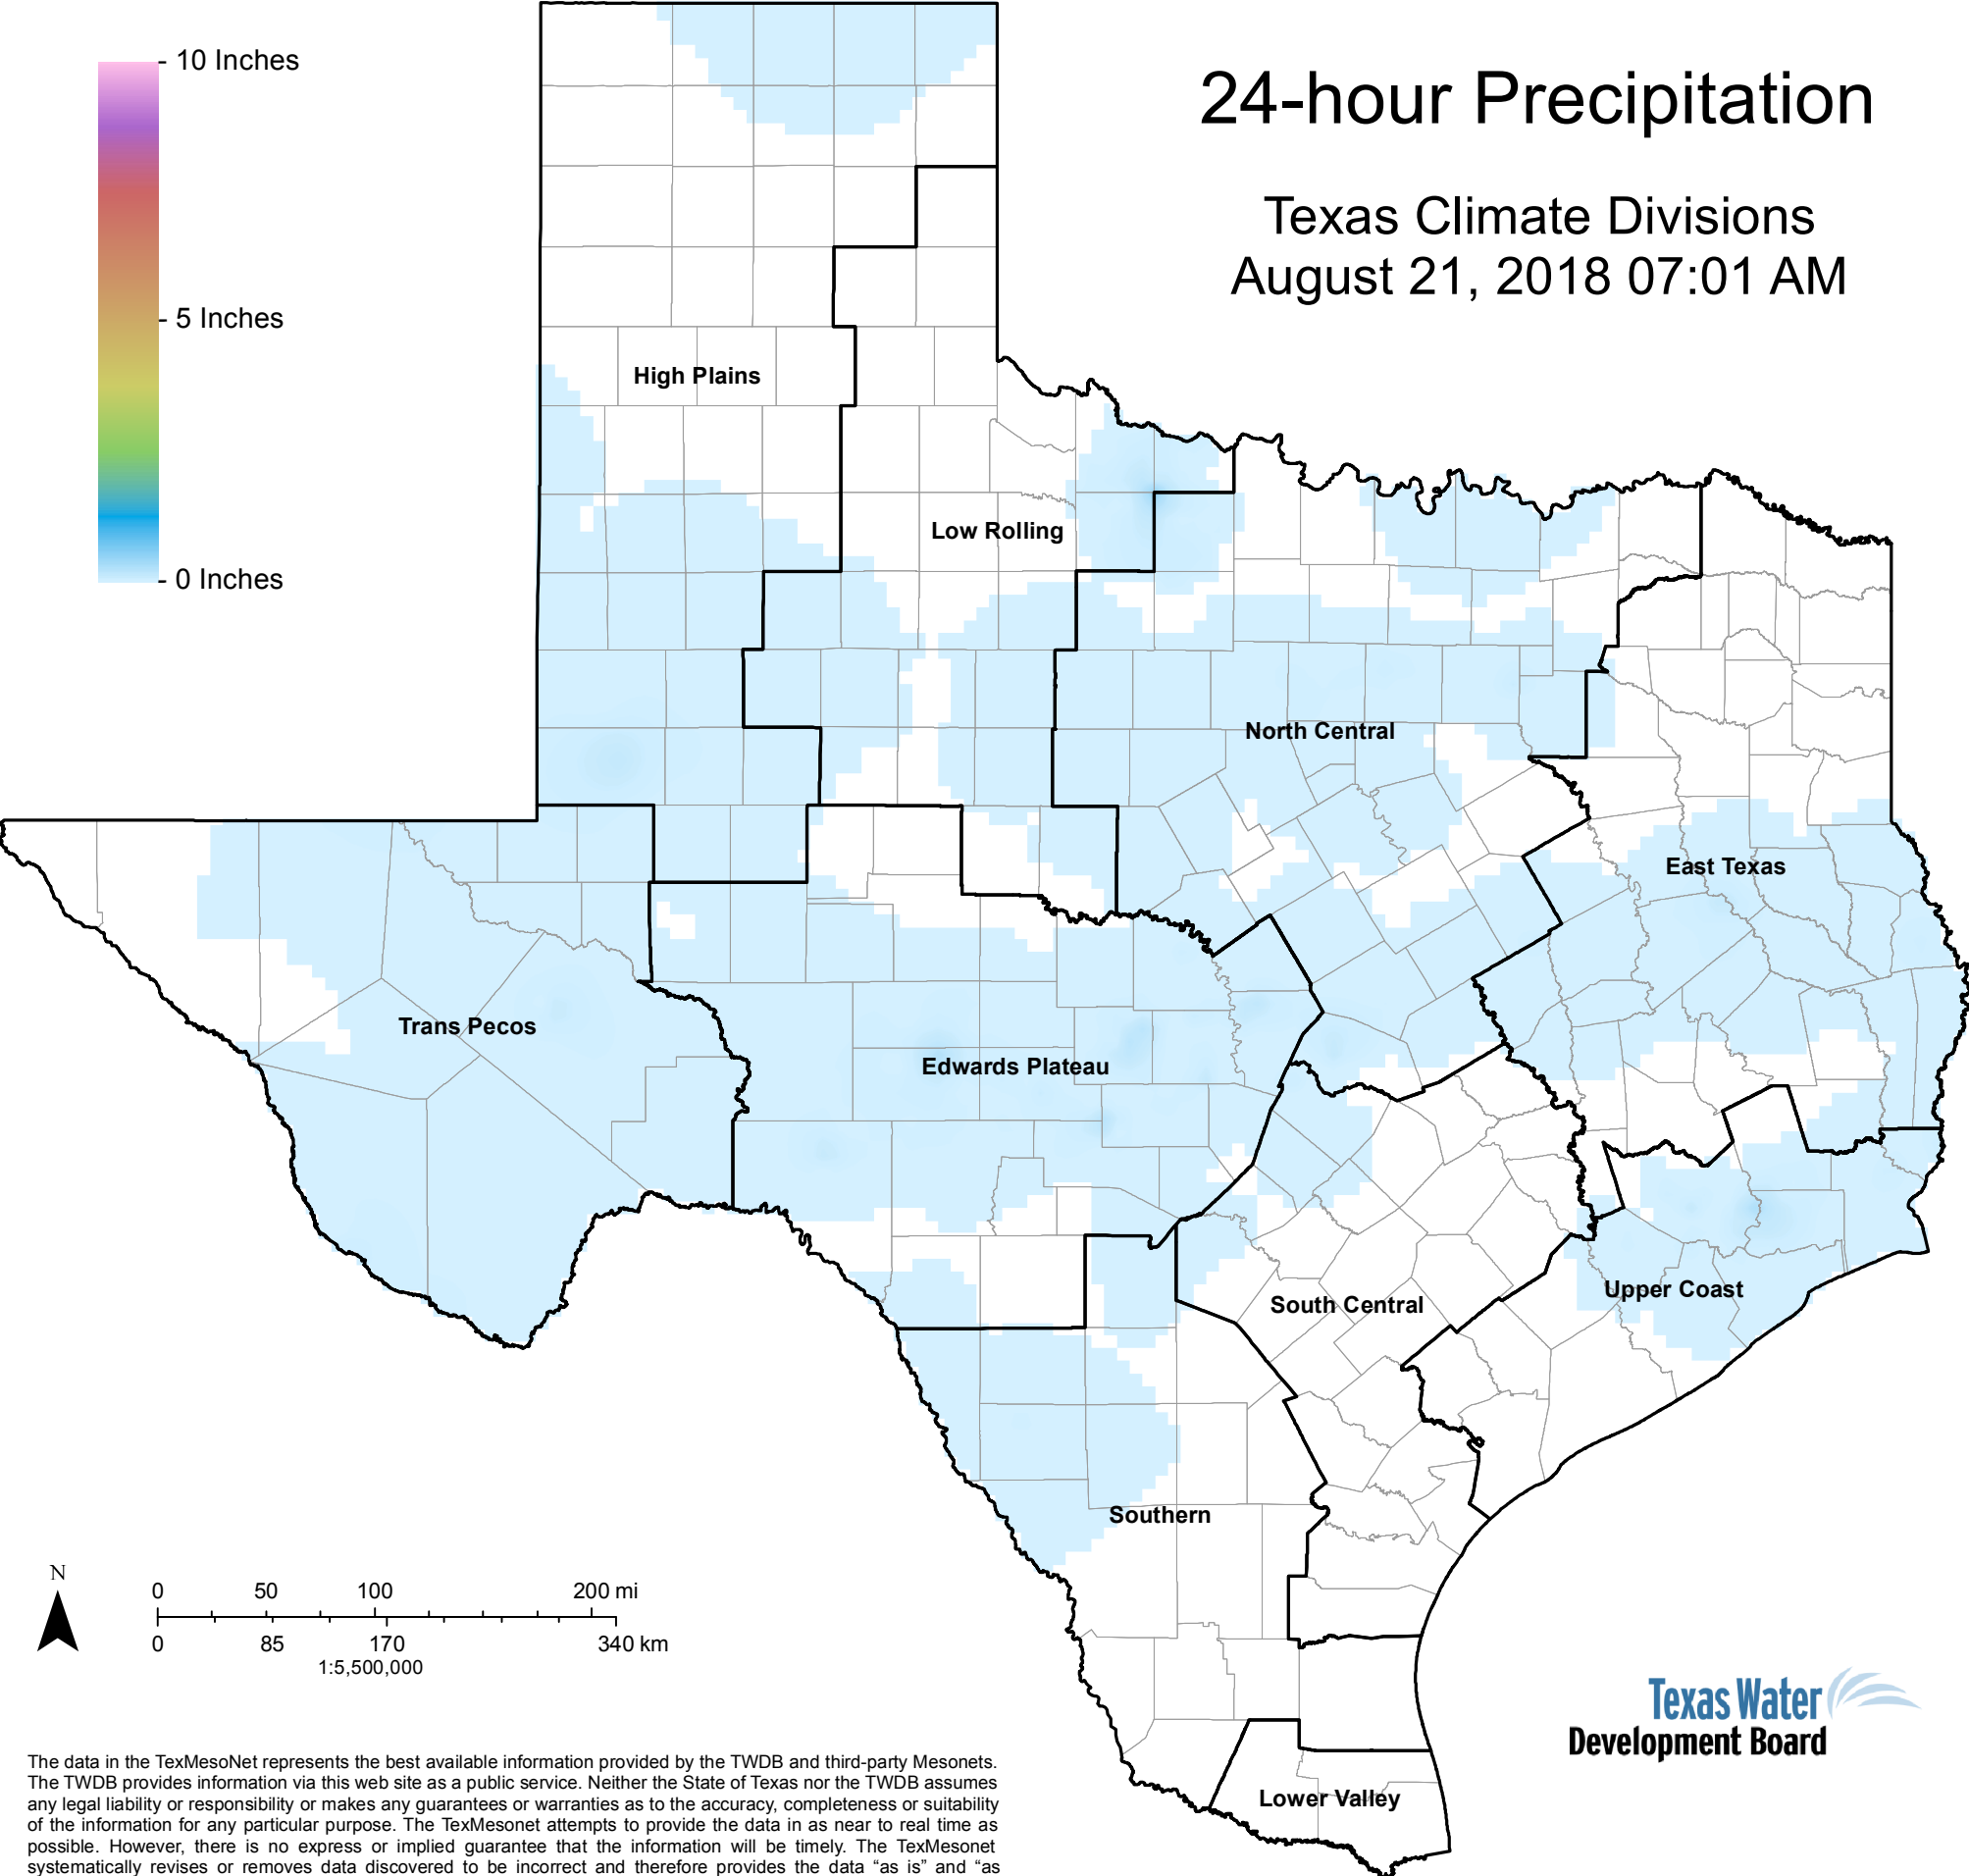 24-hour Precipitation
Texas Climate Divisions
August 21, 2018 07:01 AM
10 Inches
5 Inches
0 Inches
High Plains
Low Rolling
North Central
East Texas
Trans Pecos
Edwards Plateau
South Central
Upper Coast
Southern
Lower Valley
N
0 50 100 200 mi
0 85 170 340 km
1:5,500,000
Texas Water
Development Board
The data in the TexMesoNet represents the best available information provided by the TWDB and third-party Mesonets.
The TWDB provides information via this web site as a public service. Neither the State of Texas nor the TWDB assumes
any legal liability or responsibility or makes any guarantees or warranties as to the accuracy, completeness or suitability
of the information for any particular purpose. The TexMesonet attempts to provide the data in as near to real time as
possible. However, there is no express or implied guarantee that the information will be timely. The TexMesonet
systematically revises or removes data discovered to be incorrect and therefore provides the data “as is” and “as